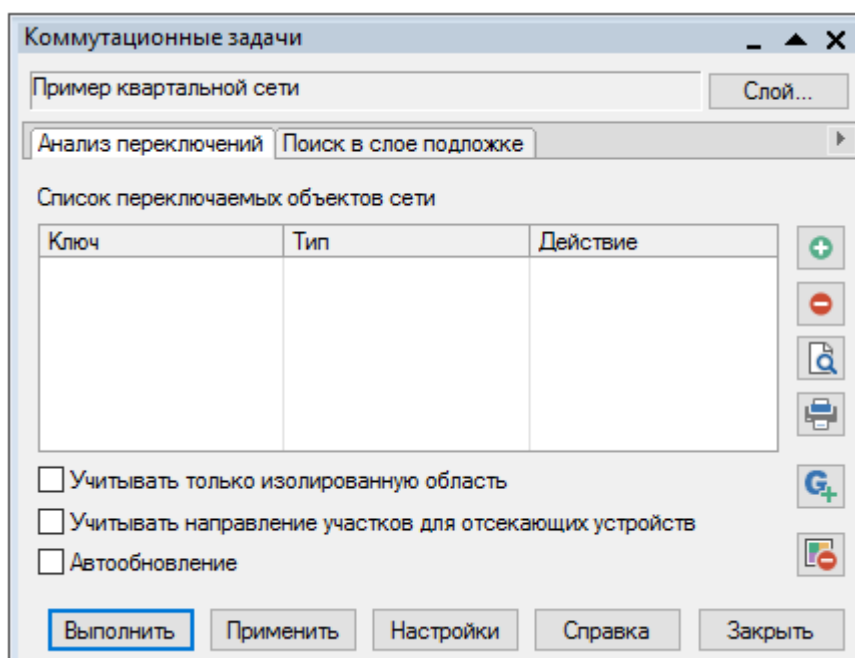 Коммутационные задачи
Пример квартальной сети Слой...
Анализ переключений Поиск в слое подложке
Список переключаемых объектов сети
Ключ Тип Действие
Учитывать только изолированную область
Учитывать направление участков для отсекающих устройств
Автообновление
Выполнить Применить Настройки Справка Закрыть